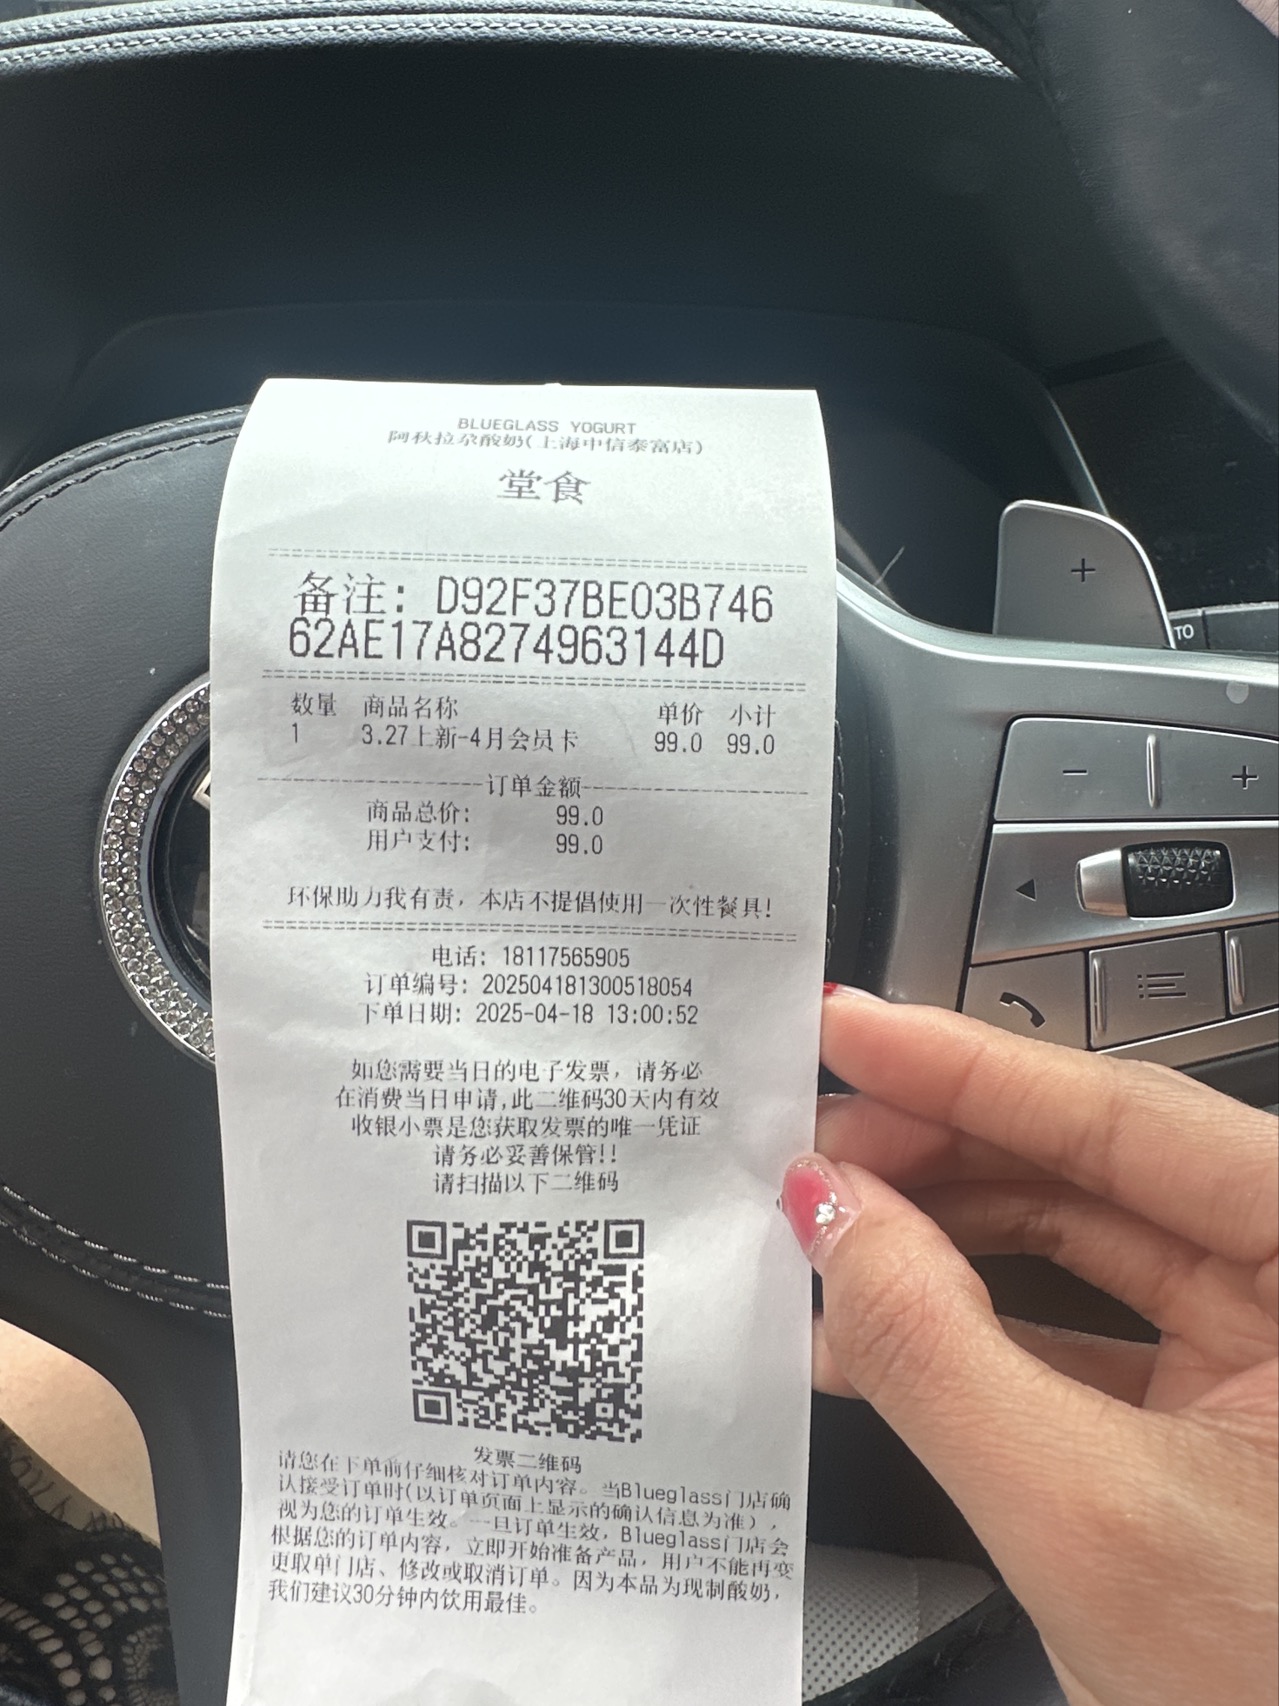 BLUEGLASS YOGURT
阿秋拉尕酸奶(上海中信泰富店)
堂食
备注: D92F37BE03B746
62AE17A8274963144D
数量 商品名称 单价 小计
1 3.27上新-4月会员卡 99.0 99.0
订单金额
商品总价: 99.0
用户支付: 99.0
环保助力我有责，本店不提倡使用一次性餐具!
电话: 18117565905
订单编号: 202504181300518054
下单日期: 2025-04-18 13:00:52
如您需要当日的电子发票，请务必
在消费当日申请,此二维码30天内有效
收银小票是您获取发票的唯一凭证
请务必妥善保管!!
请扫描以下二维码
发票二维码
请您在下单前仔细核对订单内容。当Blueglass门店确
认接受订单时(以订单页面上显示的确认信息为准)，
视为您的订单生效。一旦订单生效，Blueglass门店会
根据您的订单内容，立即开始准备产品，用户不能再变
更取单门店、修改或取消订单。因为本品为现制酸奶，
我们建议30分钟内饮用最佳。
+
TO
− +